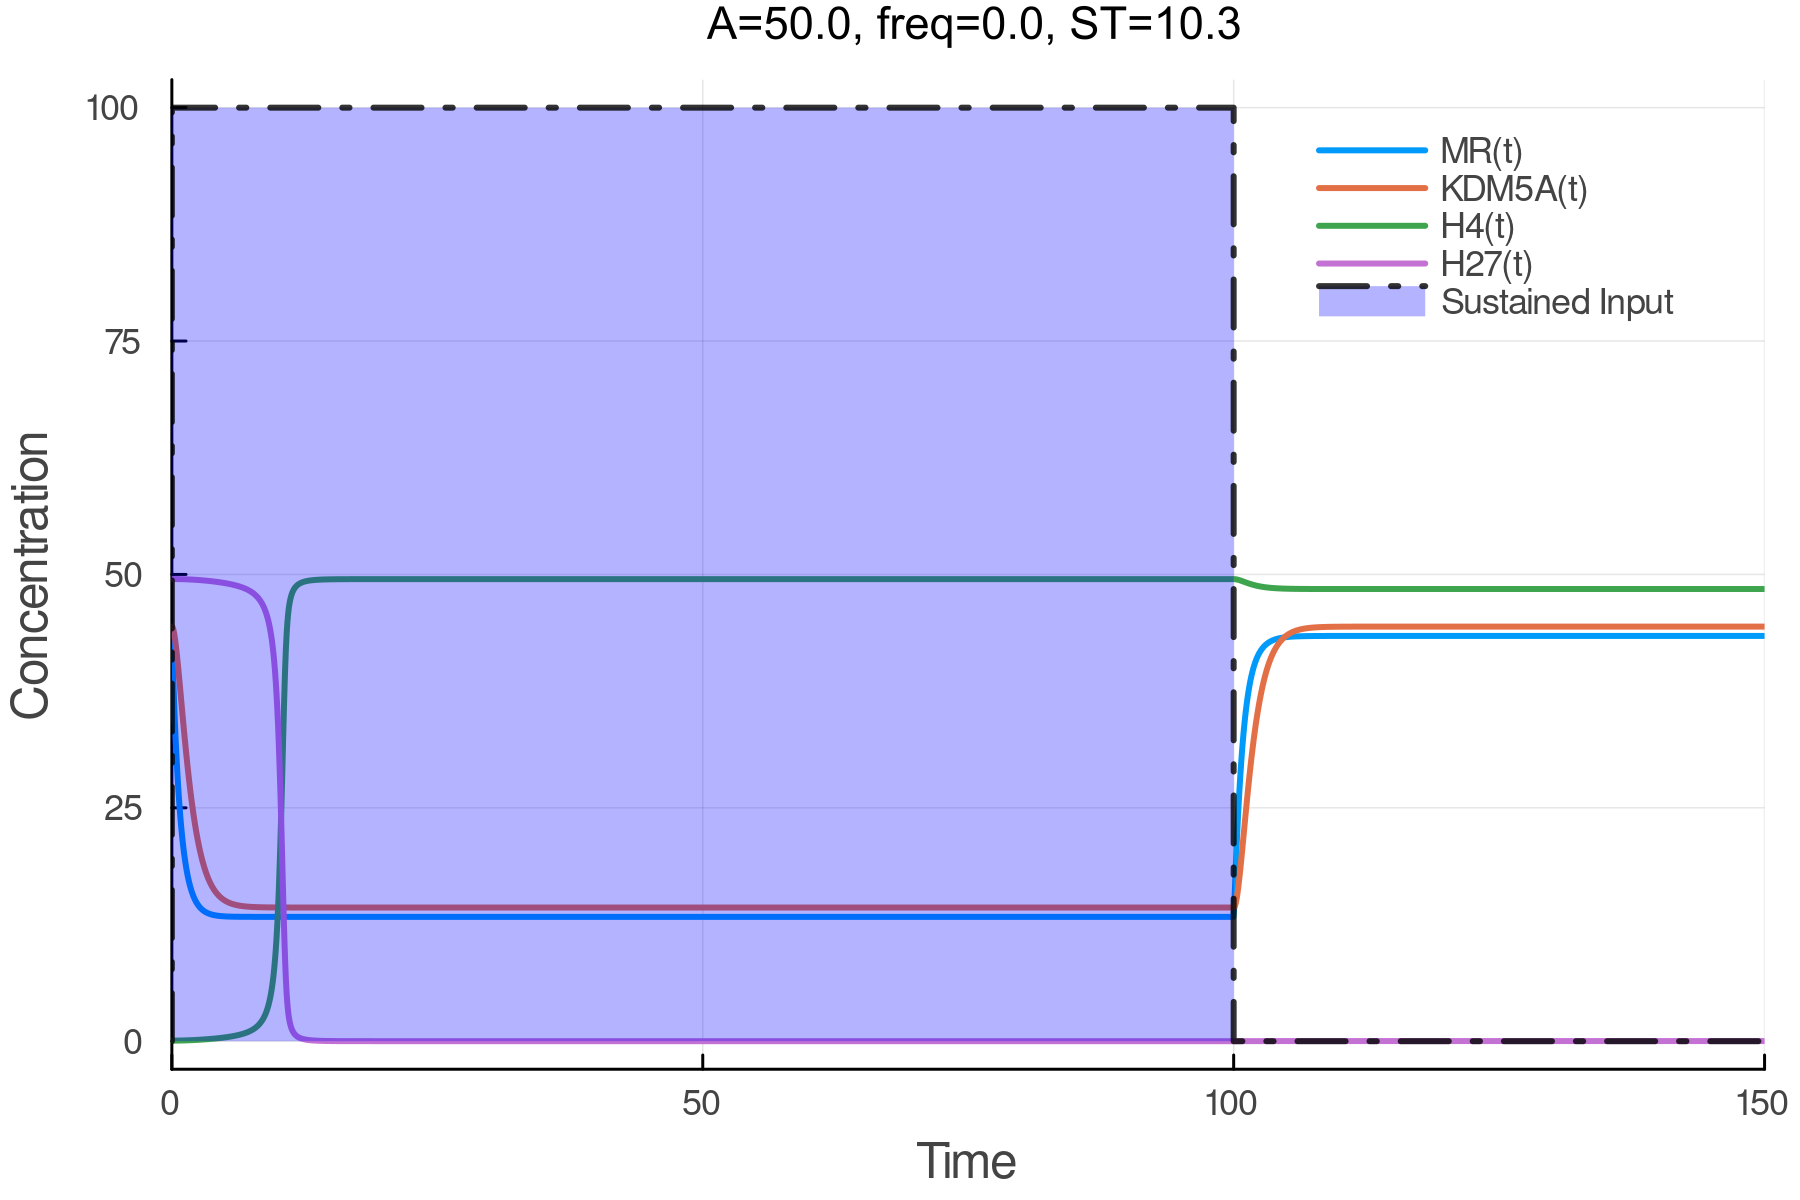 A=50.0, freq=0.0, ST=10.3
100
75
50
25
0
Concentration
MR(t)
KDM5A(t)
H4(t)
H27(t)
Sustained Input
0 50 100 150
Time